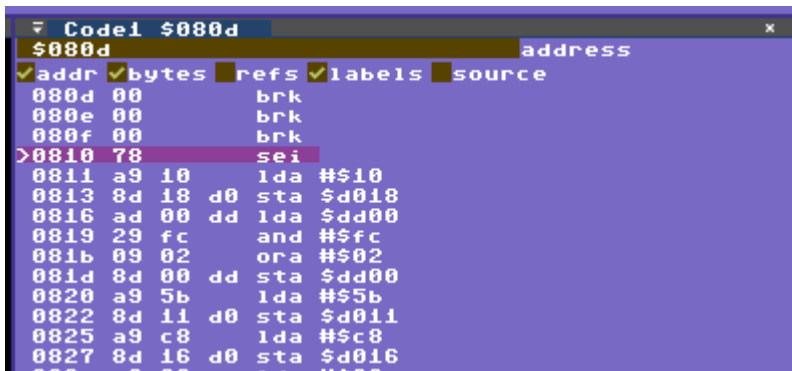 Code1 $080d ×
$080d address
addr bytes refs labels source
080d 00 brk
080e 00 brk
080f 00 brk
>0810 78 sei
0811 a9 10 lda #$10
0813 8d 18 d0 sta $d018
0816 ad 00 dd lda $dd00
0819 29 fc and #$fc
081b 09 02 ora #$02
081d 8d 00 dd sta $dd00
0820 a9 5b lda #$5b
0822 8d 11 d0 sta $d011
0825 a9 c8 lda #$c8
0827 8d 16 d0 sta $d016